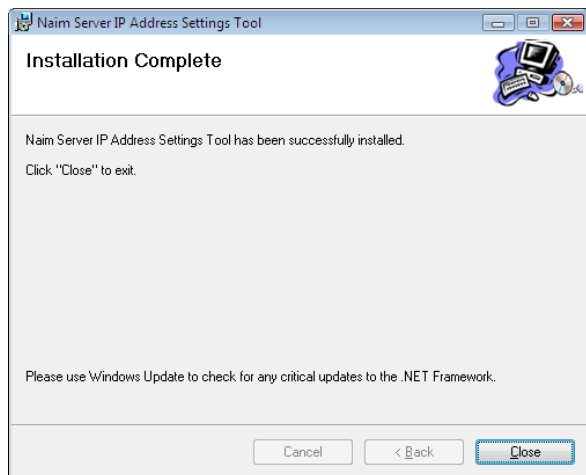 Naim Server IP Address Settings Tool
Installation Complete
Naim Server IP Address Settings Tool has been successfully installed.
Click "Close" to exit.
Please use Windows Update to check for any critical updates to the .NET Framework.
Cancel
< Back
Close